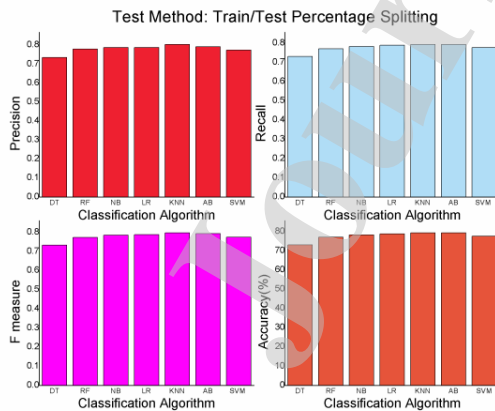 Test Method: Train/Test Percentage Splitting
Precision
0.8
0.7
0.6
0.5
0.4
0.3
0.2
0.1
0.0
DT RF NB LR KNN AB SVM
Classification Algorithm
Recall
0.8
0.7
0.6
0.5
0.4
0.3
0.2
0.1
0.0
DT RF NB LR KNN AB SVM
Classification Algorithm
F measure
0.8
0.7
0.6
0.5
0.4
0.3
0.2
0.1
0.0
DT RF NB LR KNN AB SVM
Classification Algorithm
Accuracy(%)
80
70
60
50
40
30
20
10
0
DT RF NB LR KNN AB SVM
Classification Algorithm
Jour